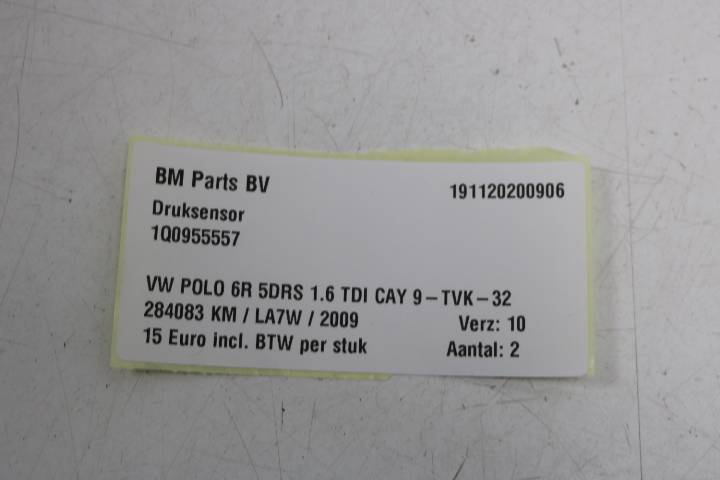 BM Parts BV 191120200906
Druksensor
1Q0955557
VW POLO 6R 5DRS 1.6 TDI CAY 9-TVK-32
284083 KM / LA7W / 2009 Verz: 10
15 Euro incl. BTW per stuk Aantal: 2